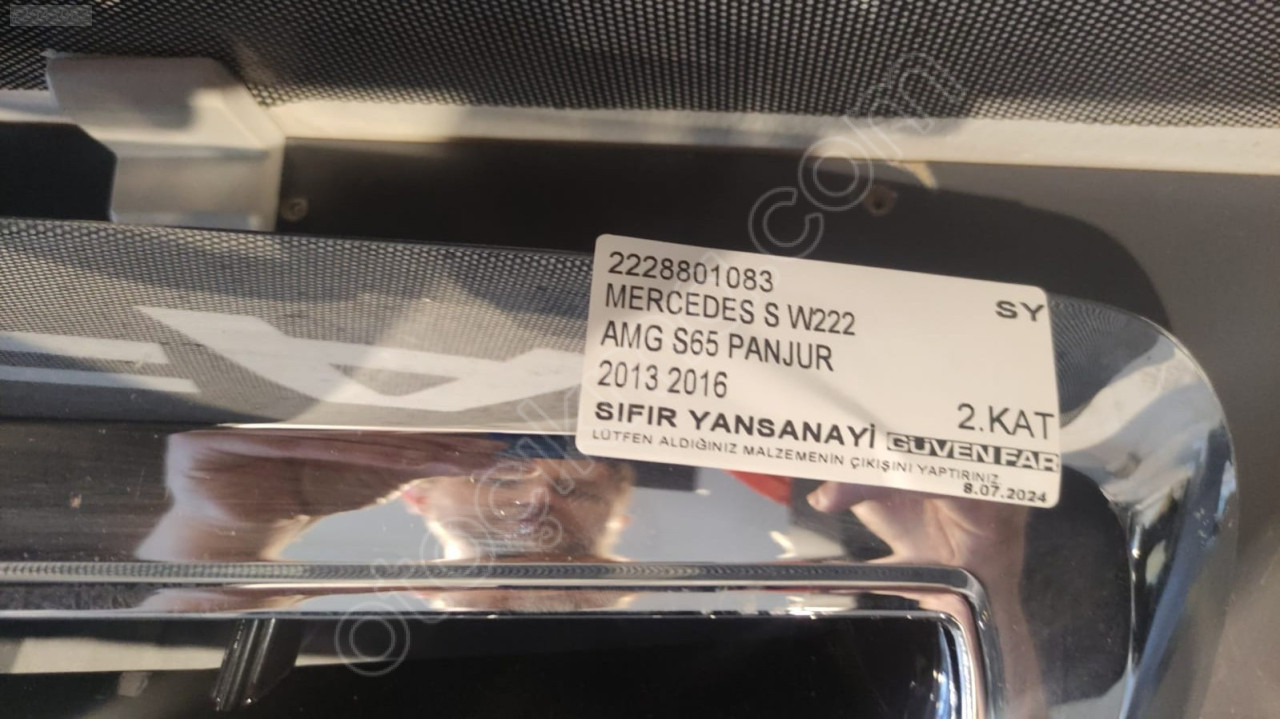 2228801083
MERCEDES S W222
SY
AMG S65 PANJUR
2013 2016
2.KAT
SIFIR YANSANAYİ GÜVEN FAR
LÜTFEN ALDIĞINIZ MALZEMENİN ÇIKIŞINI YAPTIRINIZ
8.07.2024